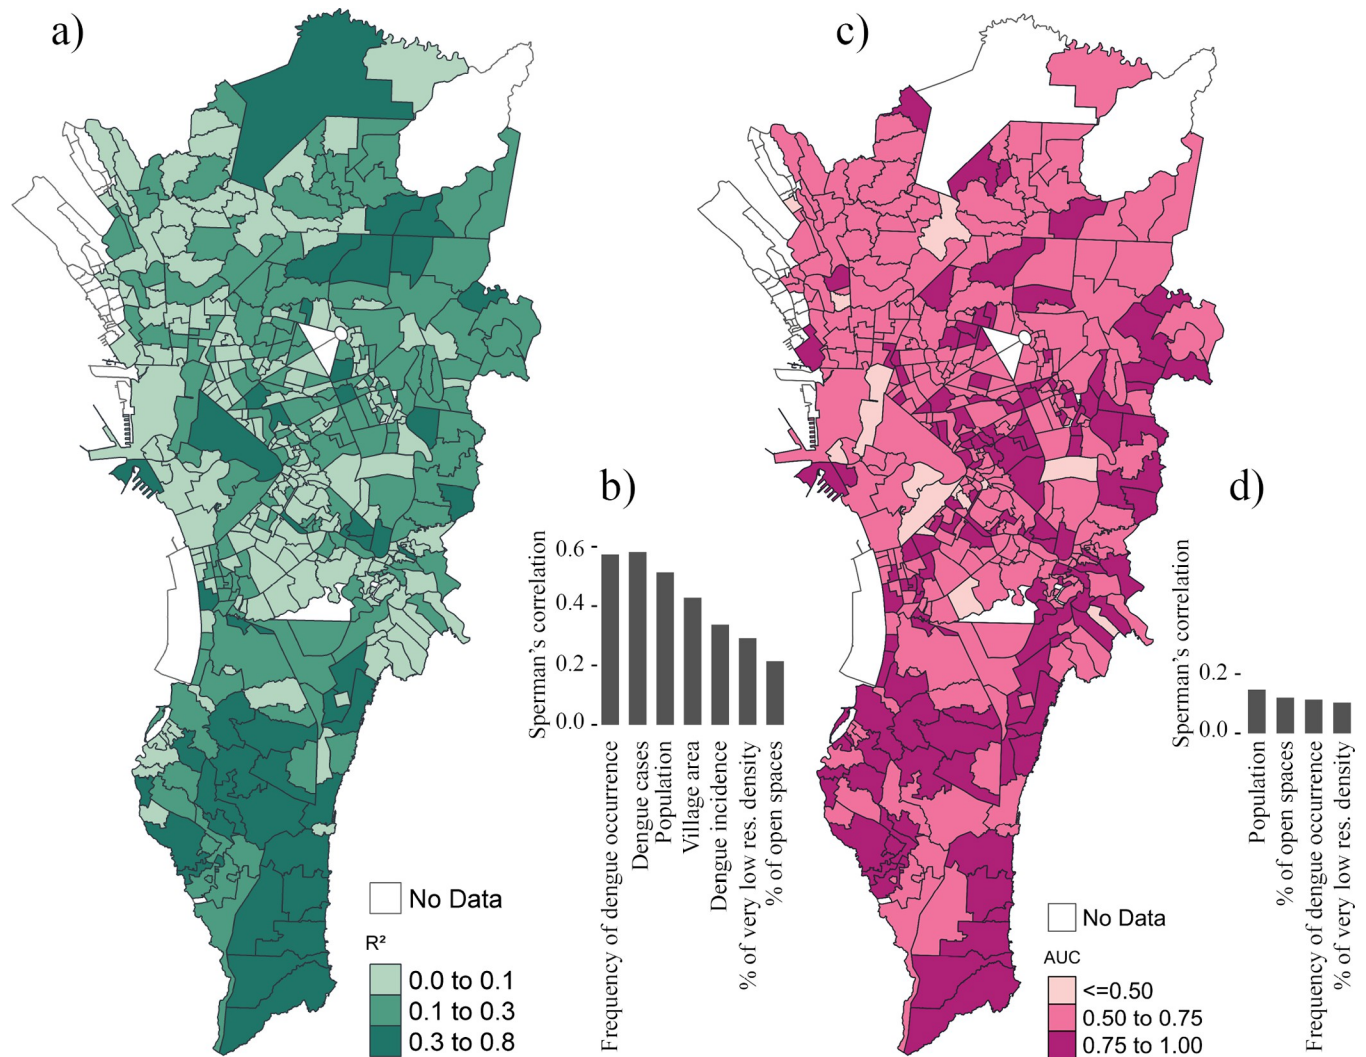 a)
No Data
R²
0.0 to 0.1
0.1 to 0.3
0.3 to 0.8
b)
Sperman's correlation
0.6
0.4
0.2
0.0
Frequency of dengue occurrence
Dengue cases
Population
Village area
Dengue incidence
% of very low res. density
% of open spaces
c)
No Data
AUC
<=0.50
0.50 to 0.75
0.75 to 1.00
d)
Sperman's correlation
0.2
0.0
Population
% of open spaces
Frequency of dengue occurrence
% of very low res. density